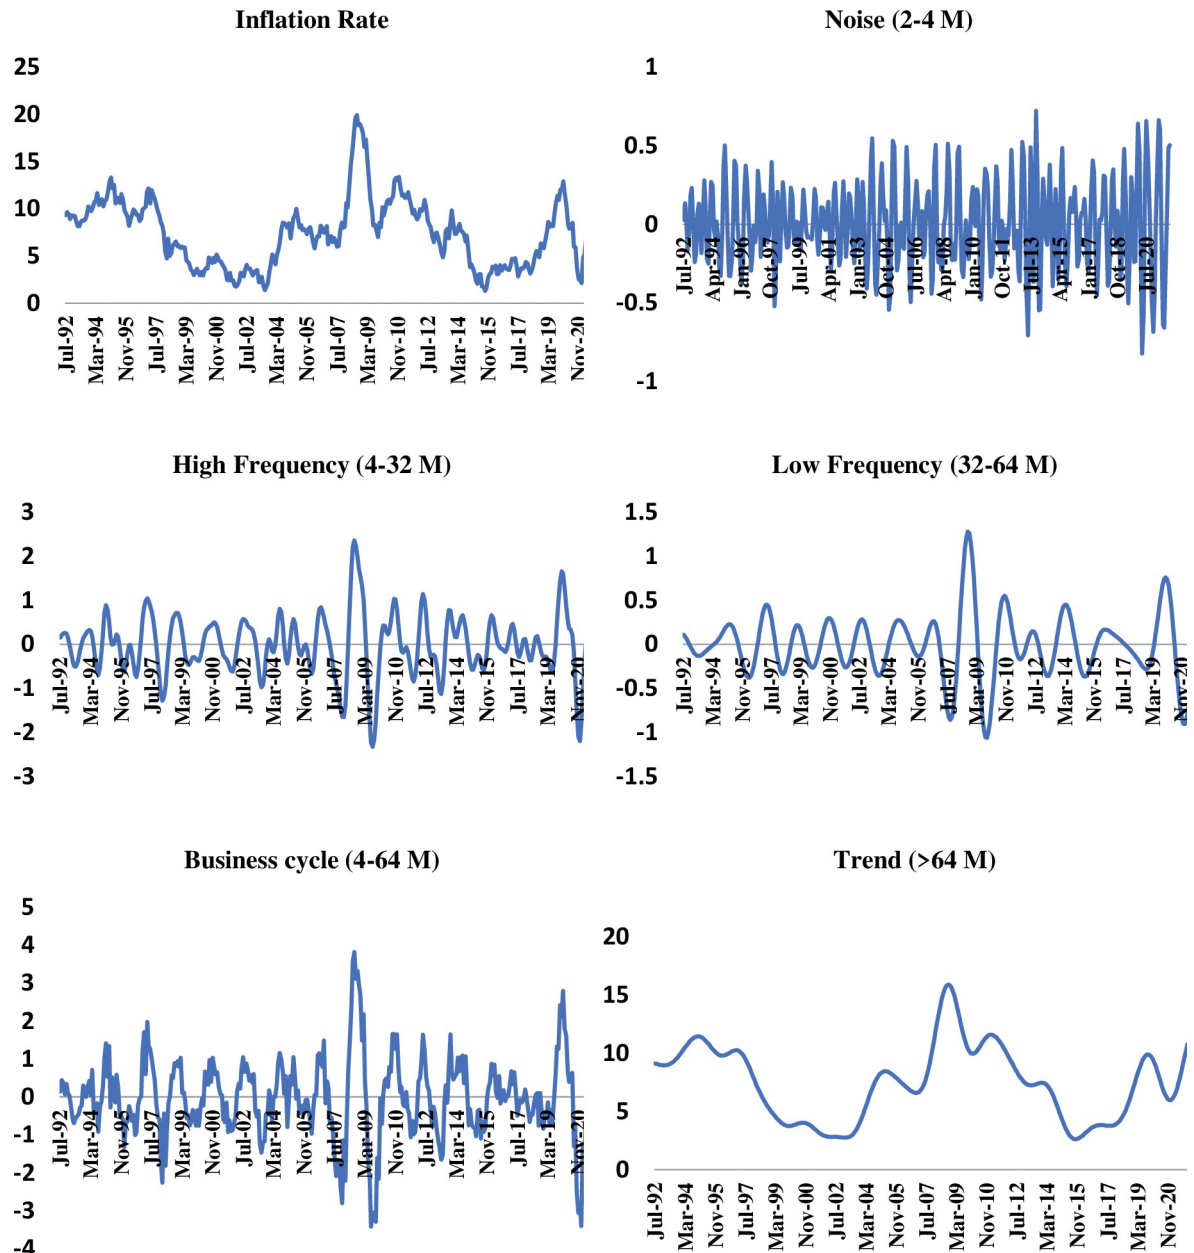 Inflation Rate
25
20
15
10
5
0
Jul-92
Mar-94
Nov-95
Jul-97
Mar-99
Nov-00
Jul-02
Mar-04
Nov-05
Jul-07
Mar-09
Nov-10
Jul-12
Mar-14
Nov-15
Jul-17
Mar-19
Nov-20
Noise (2-4 M)
1
0.5
0
-0.5
-1
Jul-92
Apr-94
Jan-96
Oct-97
Jul-99
Apr-01
Jan-03
Oct-04
Jul-06
Apr-08
Jan-10
Oct-11
Jul-13
Apr-15
Jan-17
Oct-18
Jul-20
High Frequency (4-32 M)
3
2
1
0
-1
-2
-3
Jul-92
Mar-94
Nov-95
Jul-97
Mar-99
Nov-00
Jul-02
Mar-04
Nov-05
Jul-07
Mar-09
Nov-10
Jul-12
Mar-14
Nov-15
Jul-17
Mar-19
Nov-20
Low Frequency (32-64 M)
1.5
1
0.5
0
-0.5
-1
-1.5
Jul-92
Mar-94
Nov-95
Jul-97
Mar-99
Nov-00
Jul-02
Mar-04
Nov-05
Jul-07
Mar-09
Nov-10
Jul-12
Mar-14
Nov-15
Jul-17
Mar-19
Nov-20
Business cycle (4-64 M)
5
4
3
2
1
0
-1
-2
-3
-4
Jul-92
Mar-94
Nov-95
Jul-97
Mar-99
Nov-00
Jul-02
Mar-04
Nov-05
Jul-07
Mar-09
Nov-10
Jul-12
Mar-14
Nov-15
Jul-17
Mar-19
Nov-20
Trend (>64 M)
20
15
10
5
0
Jul-92
Mar-94
Nov-95
Jul-97
Mar-99
Nov-00
Jul-02
Mar-04
Nov-05
Jul-07
Mar-09
Nov-10
Jul-12
Mar-14
Nov-15
Jul-17
Mar-19
Nov-20